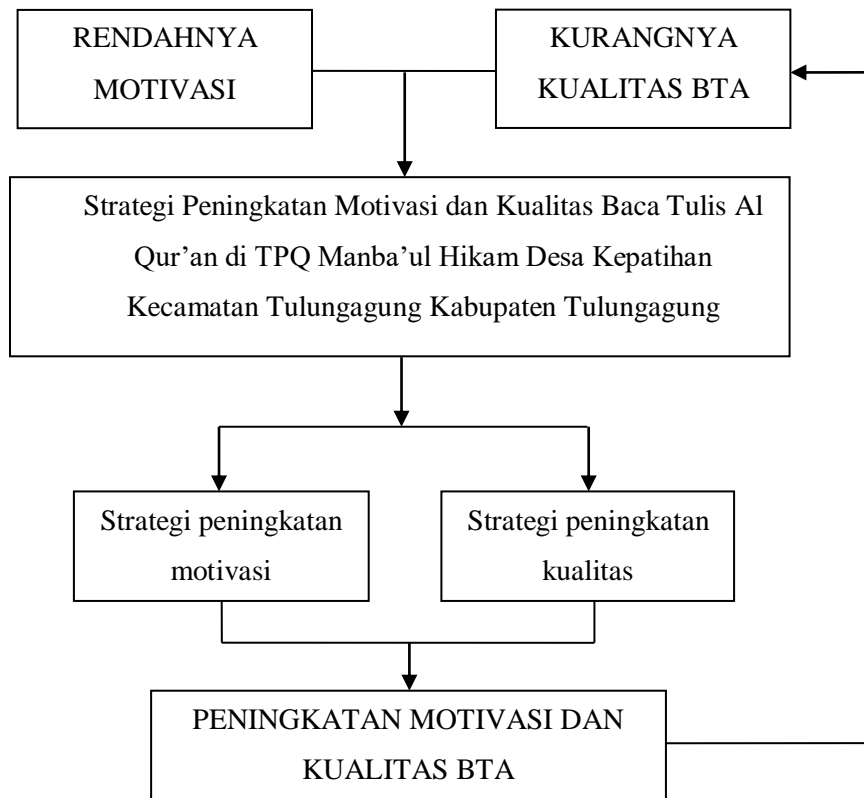 RENDAHNYA
MOTIVASI
KURANGNYA
KUALITAS BTA
Strategi Peningkatan Motivasi dan Kualitas Baca Tulis Al
Qur’an di TPQ Manba’ul Hikam Desa Kepatihan
Kecamatan Tulungagung Kabupaten Tulungagung
Strategi peningkatan
motivasi
Strategi peningkatan
kualitas
PENINGKATAN MOTIVASI DAN
KUALITAS BTA